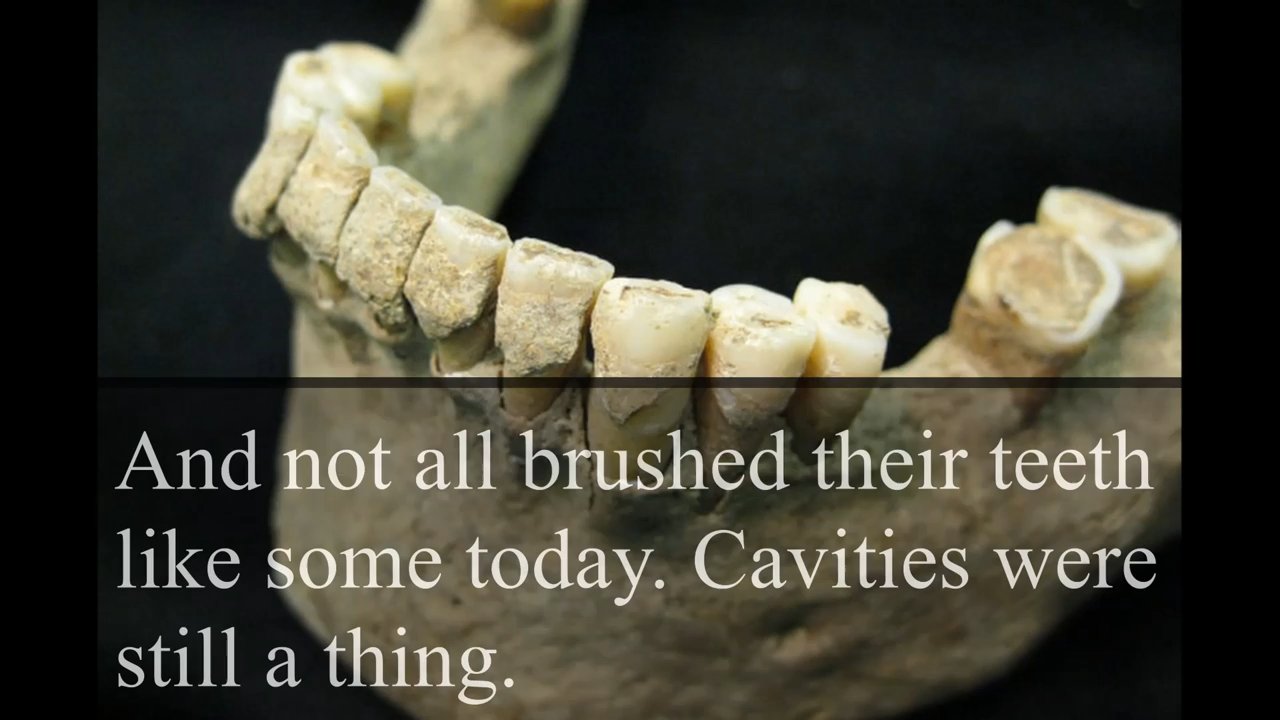 And not all brushed their teeth
like some today. Cavities were
still a thing.